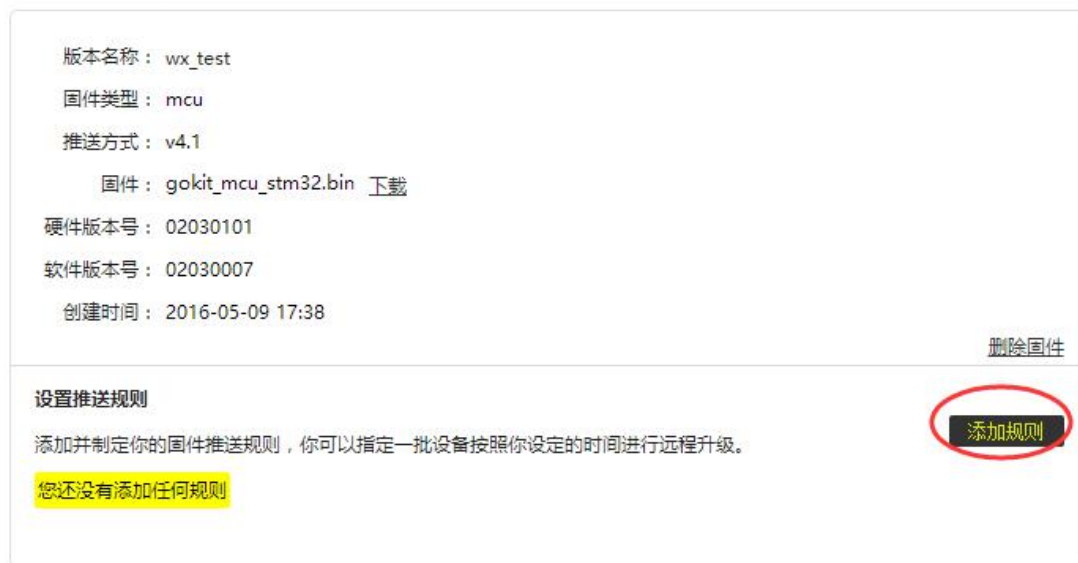 版本名称： wx_test
固件类型： mcu
推送方式： v4.1
固件： gokit_mcu_stm32.bin 下载
硬件版本号： 02030101
软件版本号： 02030007
创建时间： 2016-05-09 17:38
删除固件
设置推送规则
添加规则
添加并制定你的固件推送规则，你可以指定一批设备按照你设定的时间进行远程升级。
您还没有添加任何规则